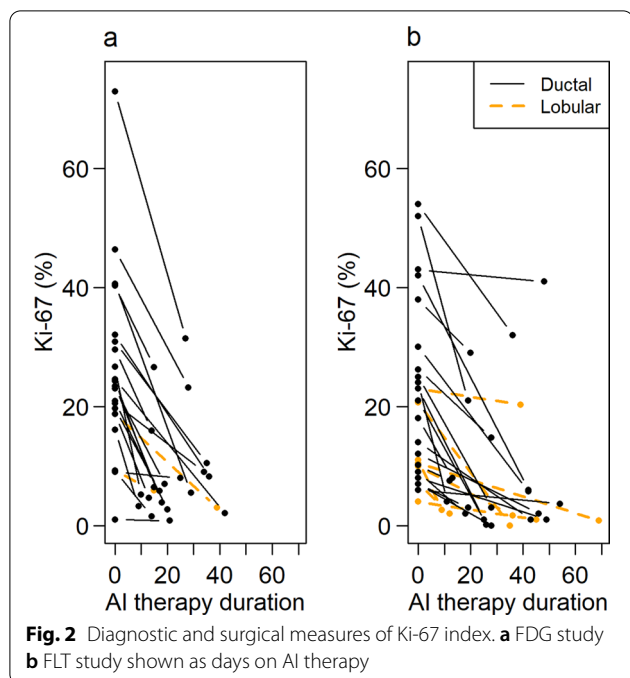 a
b
Ductal
Lobular
Ki-67 (%)
0
20
40
60
0
20
40
60
AI therapy duration
Ki-67 (%)
0
20
40
60
0
20
40
60
AI therapy duration
Fig. 2 Diagnostic and surgical measures of Ki-67 index. a FDG study
b FLT study shown as days on AI therapy